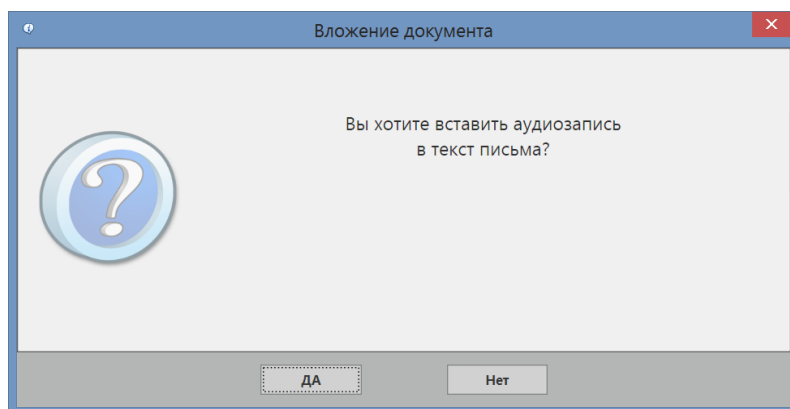 Вложение документа
Вы хотите вставить аудиозапись
в текст письма?
ДА
Нет